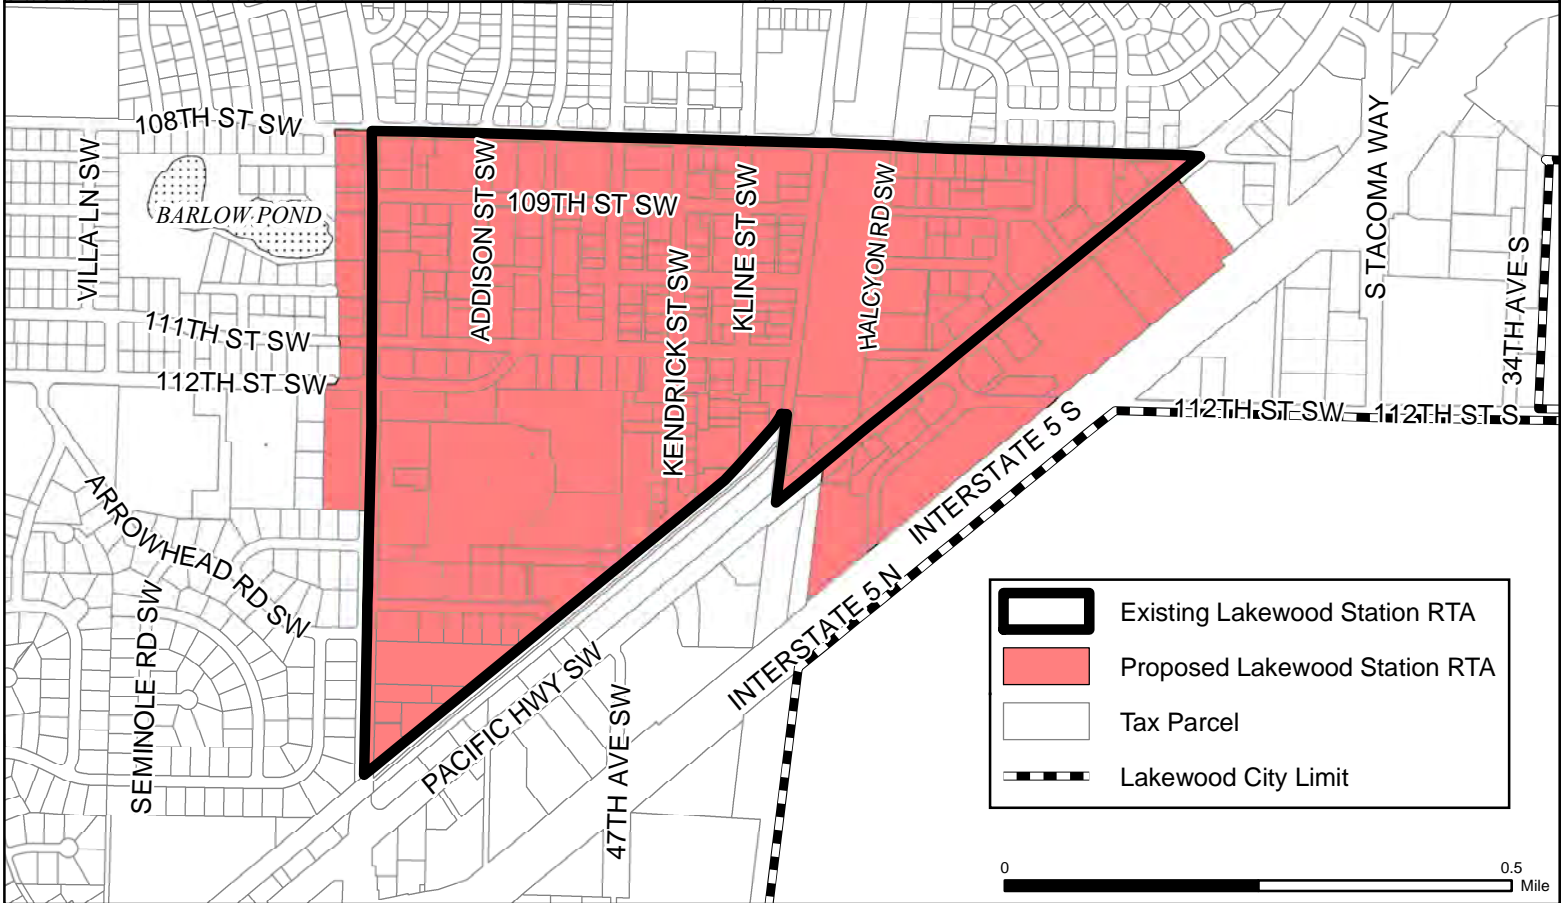 108TH ST SW
VILLA LN SW
BARLOW POND
ADDISON ST SW
109TH ST SW
KLINE ST SW
HALCYON RD SW
S TACOMA WAY
34TH AVE S
KENDRICK ST SW
111TH ST SW
112TH ST SW
112TH ST SW
112TH ST S
ARROWHEAD RD SW
SEMINOLE RD SW
INTERSTATE 5 S
INTERSTATE 5 N
PACIFIC HWY SW
47TH AVE SW
Existing Lakewood Station RTA
Proposed Lakewood Station RTA
Tax Parcel
Lakewood City Limit
0 0.5
Mile